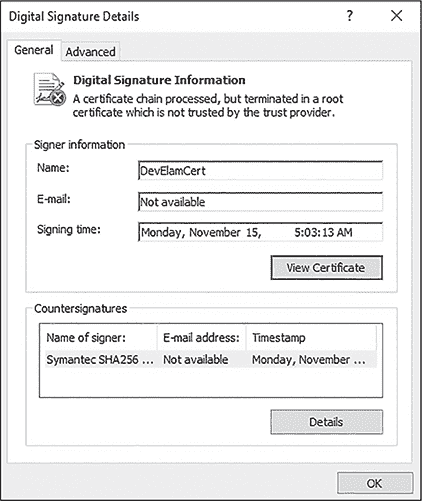 Digital Signature Details ? ×
General Advanced
Digital Signature Information
A certificate chain processed, but terminated in a root
certificate which is not trusted by the trust provider.
Signer information
Name: DevElamCert
E-mail: Not available
Signing time: Monday, November 15, 5:03:13 AM
View Certificate
Countersignatures
Name of signer: E-mail address: Timestamp
Symantec SHA256 ... Not available Monday, November ...
Details
OK